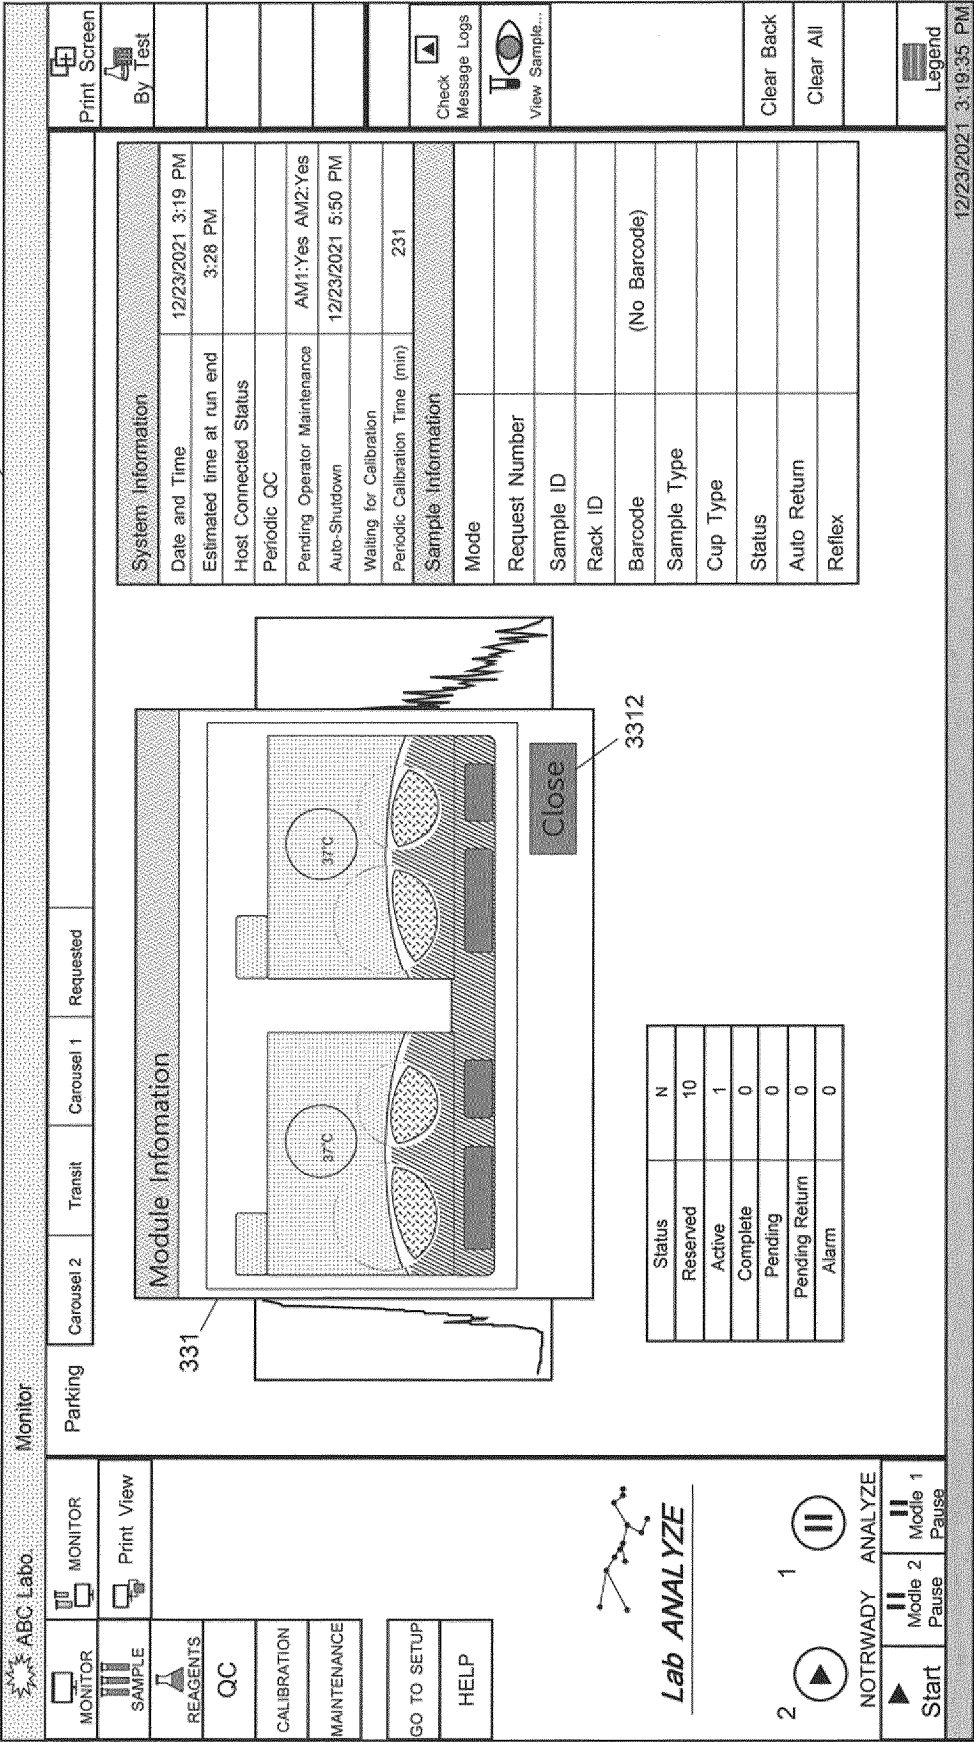 ABC Labo. Monitor
MONITOR
MONITOR
SAMPLE
Print View
REAGENTS
QC
CALIBRATION
MAINTENANCE
GO TO SETUP
HELP
Lab ANALYZE
2 1
NOTRWADY ANALYZE
Start
Modle 2
Pause
Modle 1
Pause
Parking
Carousel 2
Transit
Carousel 1
Requested
331
Module Infomation
37°C
37°C
Close
3312
Status N
Reserved 10
Active 1
Complete 0
Pending 0
Pending Return 0
Alarm 0
System Information
Date and Time 12/23/2021 3:19 PM
Estimated time at run end 3:28 PM
Host Connected Status
Periodic QC
Pending Operator Maintenance AM1:Yes AM2:Yes
Auto-Shutdown 12/23/2021 5:50 PM
Waiting for Calibration
Periodic Calibration Time (min) 231
Sample Information
Mode
Request Number
Sample ID
Rack ID
Barcode (No Barcode)
Sample Type
Cup Type
Status
Auto Return
Reflex
Print Screen
By Test
Check
Message Logs
View Sample...
Clear Back
Clear All
Legend
12/23/2021 3:19:35 PM